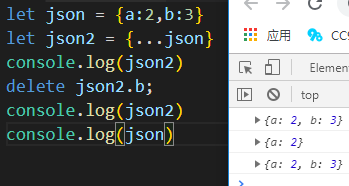 let json = {a:2,b:3}
let json2 = {...json}
console.log(json2)
delete json2.b;
console.log(json2)
console.log(json)
应用
CC9
Elemen
top
{a: 2, b: 3}
{a: 2}
{a: 2, b: 3}